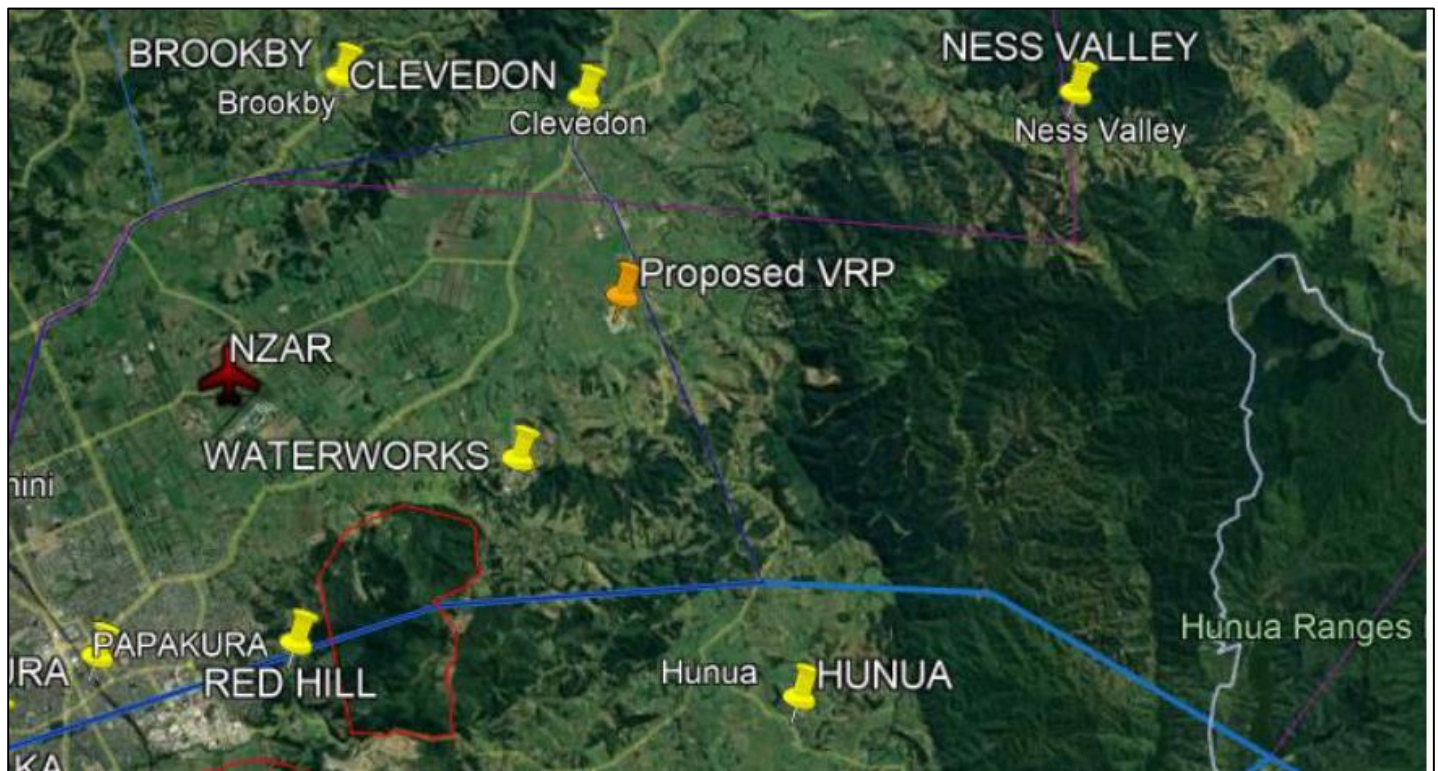 BROOKBY
CLEVEDON
NESS VALLEY
Brookby
Clevedon
Ness Valley
Proposed VRP
NZAR
WATERWORKS
nini
PAPAKURA
URA
RED HILL
Hunua
HUNUA
Hunua Ranges
KA